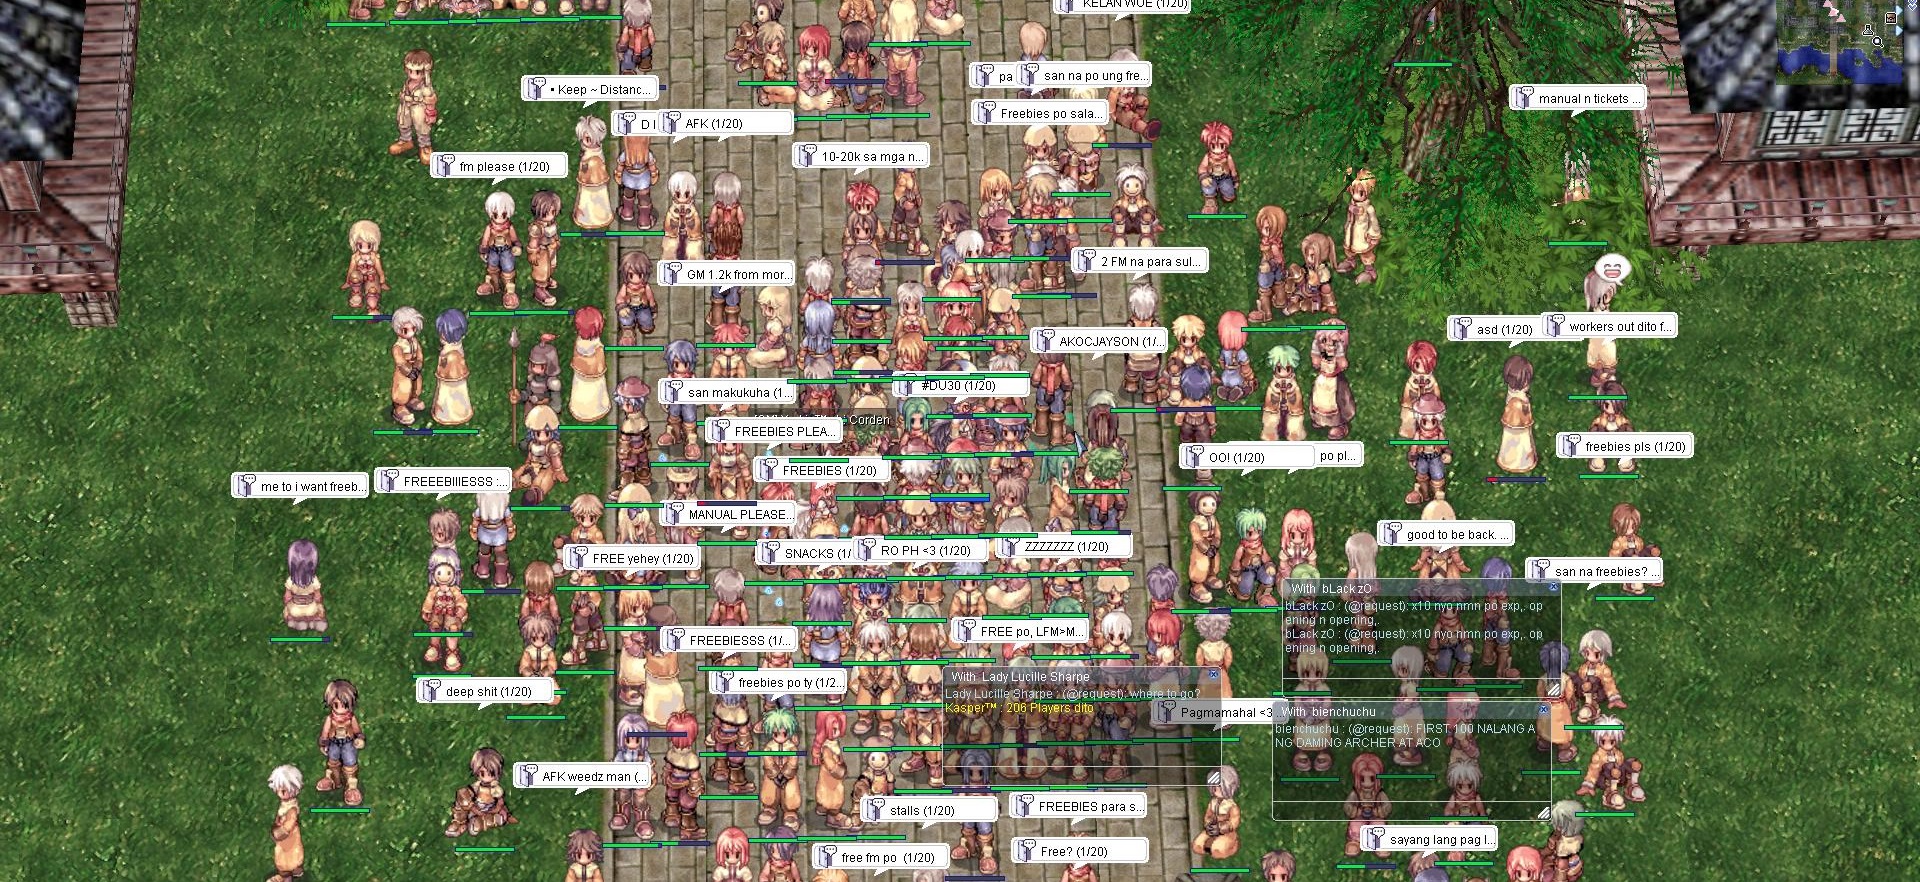 KELAN WOE (1/20)
pa
san na po ung fre...
• Keep ~ Distanc...
manual n tickets ...
Freebies po sala...
D I
AFK (1/20)
10-20k sa mga n...
fm please (1/20)
2 FM na para sul...
GM 1.2k from mor...
asd (1/20)
workers out dito f...
AKOCJAYSON (1/...
#DU30 (1/20)
san makukuha (1...
Corden
FREEBIES PLEA...
freebies pls (1/20)
OO! (1/20)
po pl...
FREEBIES (1/20)
FREEEBIIIESSS :...
me to i want freeb...
MANUAL PLEASE...
good to be back. ...
ZZZZZZZ (1/20)
RO PH <3 (1/20)
SNACKS (1/
FREE yehey (1/20)
san na freebies? ...
With bLack zO
bLack zO : (@request): x10 nyo nmn po exp,. op
ening n opening,.
bLack zO : (@request): x10 nyo nmn po exp,. op
ening n opening,.
FREE po, LFM>M...
FREEBIESSS (1/...
With Lady Lucille Sharpe
Lady Lucille Sharpe : (@request): where to go?
Kasper™ : 206 Players dito
freebies po ty (1/2...
deep shit (1/20)
Pagmamahal <3
With bienchuchu
bienchuchu : (@request): FIRST 100 NALANG A
NG DAMING ARCHER AT ACO
AFK weedz man (...
FREEBIES para s...
stalls (1/20)
sayang lang pag l...
Free? (1/20)
free fm po (1/20)